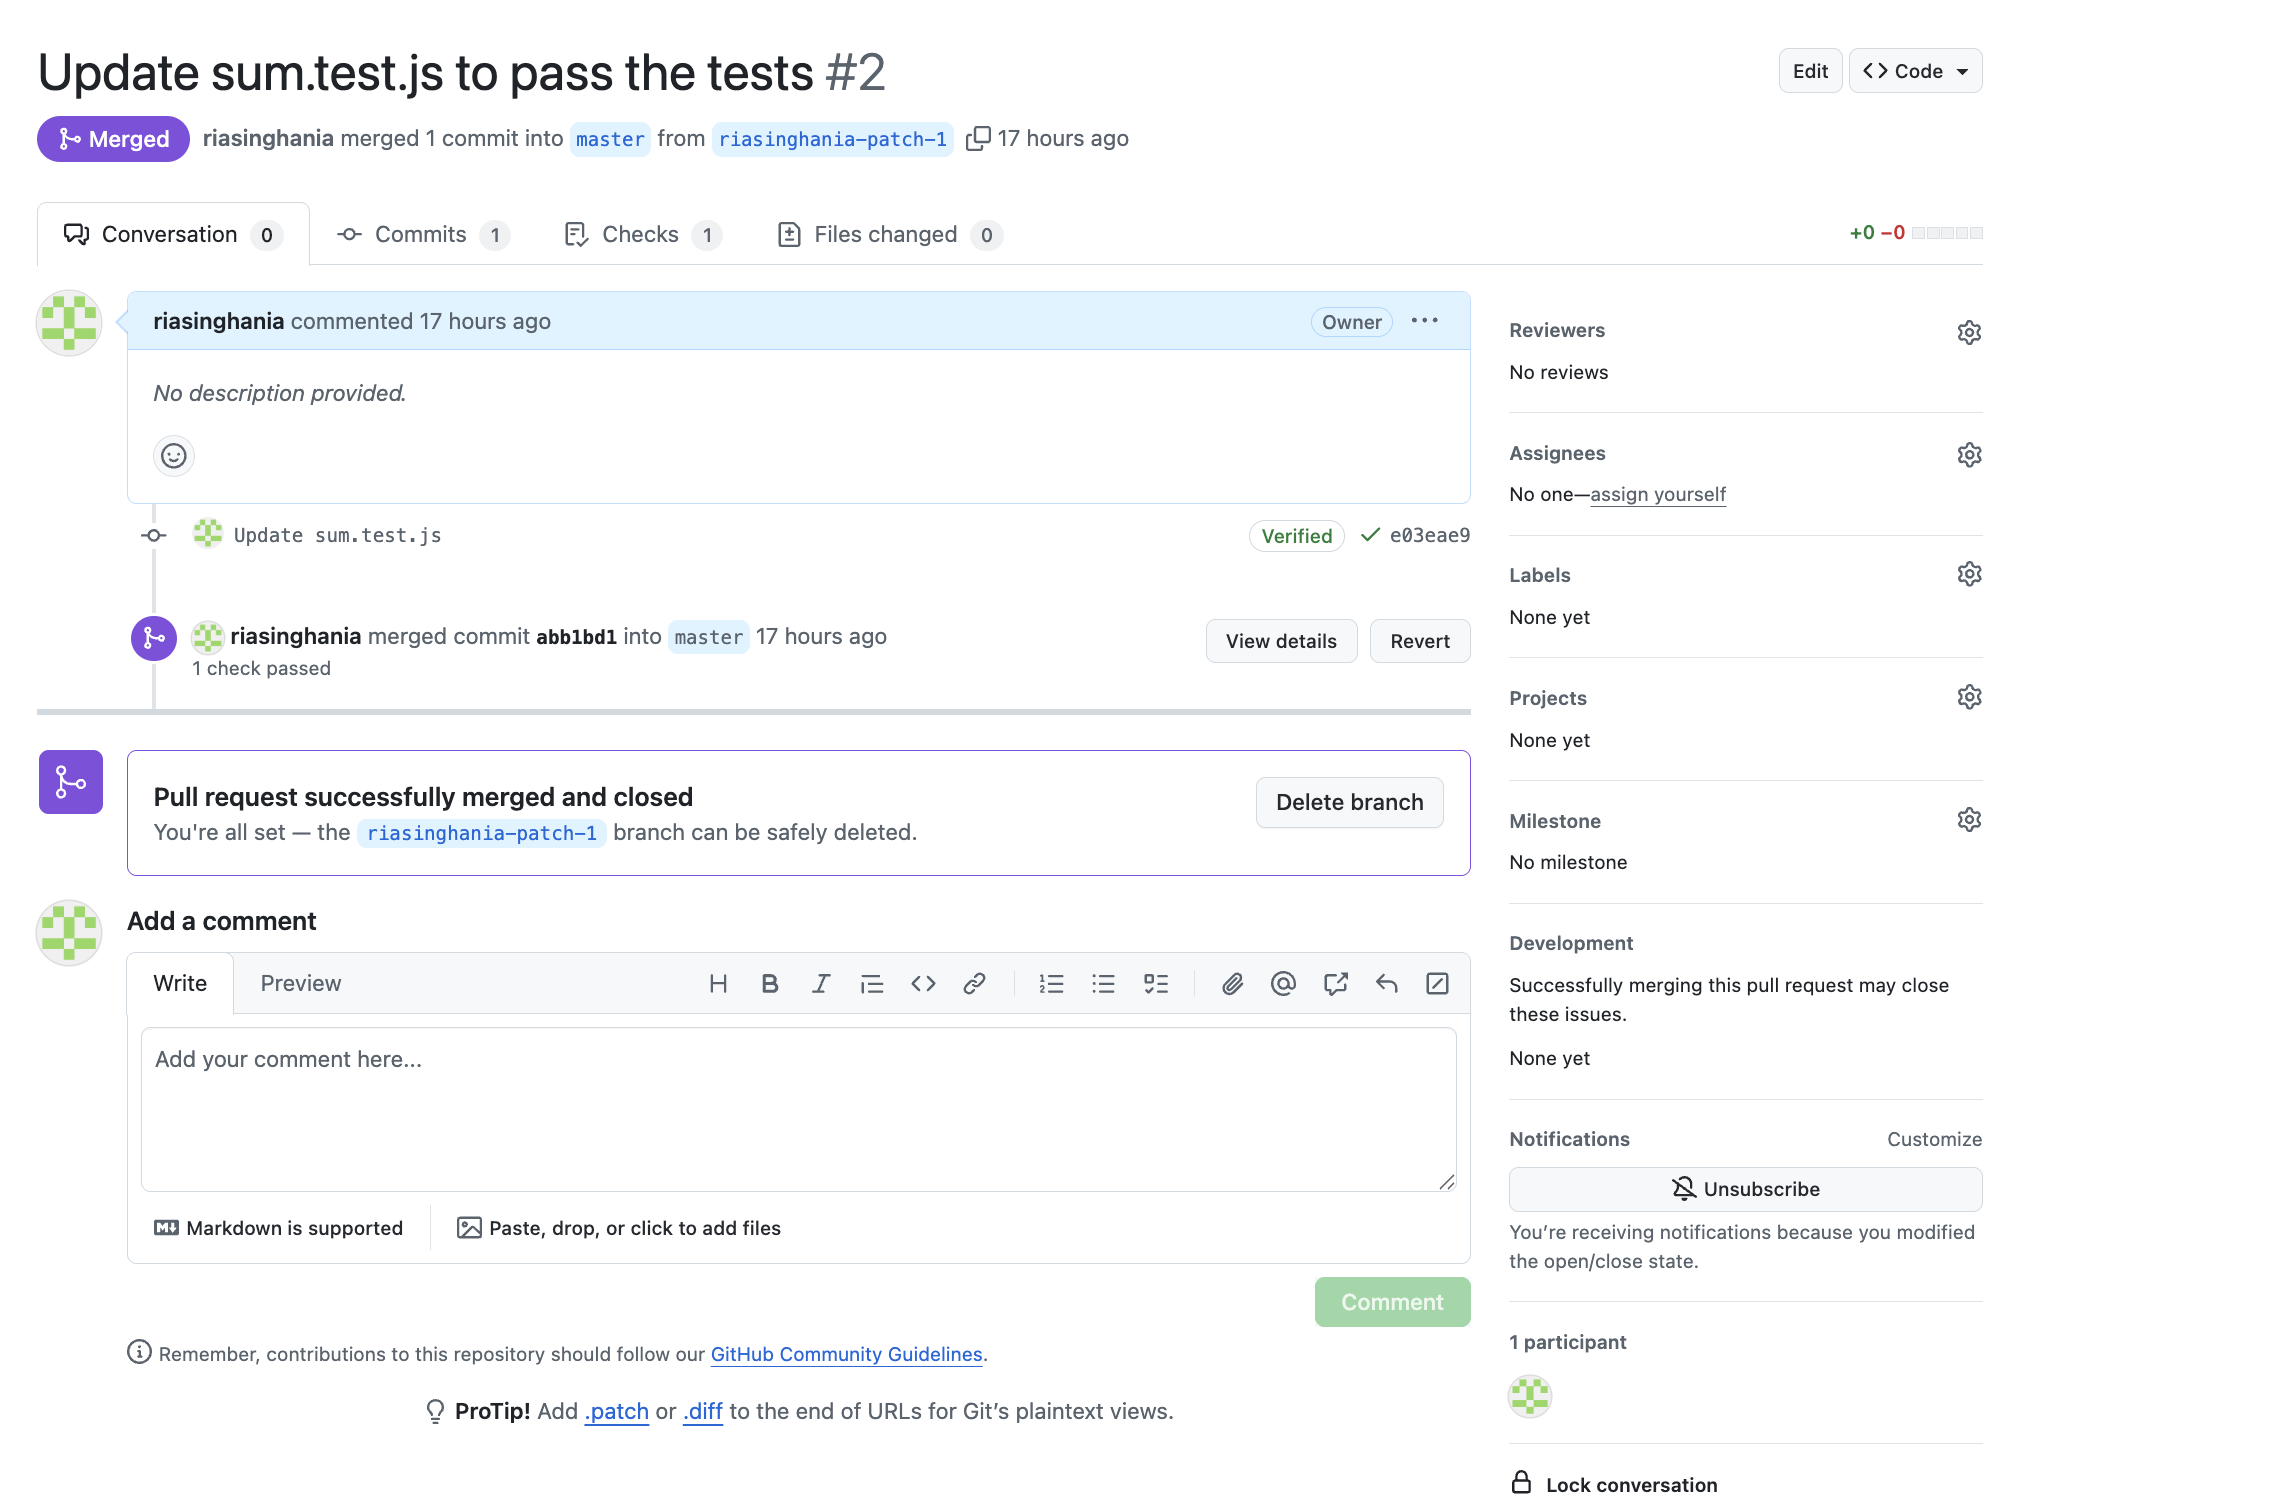 Update sum.test.js to pass the tests #2
Edit
Code
Merged
riasinghania merged 1 commit into master from riasinghania-patch-1 17 hours ago
Conversation 0
Commits 1
Checks 1
Files changed 0
+0 −0
riasinghania commented 17 hours ago
Owner
No description provided.
Update sum.test.js
Verified
e03eae9
riasinghania merged commit abb1bd1 into master 17 hours ago
1 check passed
View details
Revert
Pull request successfully merged and closed
You're all set — the riasinghania-patch-1 branch can be safely deleted.
Delete branch
Add a comment
Write
Preview
Add your comment here...
Markdown is supported
Paste, drop, or click to add files
Comment
Remember, contributions to this repository should follow our GitHub Community Guidelines.
ProTip! Add .patch or .diff to the end of URLs for Git’s plaintext views.
Reviewers
No reviews
Assignees
No one—assign yourself
Labels
None yet
Projects
None yet
Milestone
No milestone
Development
Successfully merging this pull request may close
these issues.
None yet
Notifications
Customize
Unsubscribe
You’re receiving notifications because you modified
the open/close state.
1 participant
Lock conversation